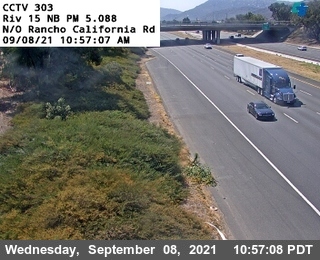 CCTV 303
Riv 15 NB PM 5.088
N/O Rancho California Rd
09/08/21 10:57:07 AM
Wednesday, September 08, 2021 10:57:08 PDT